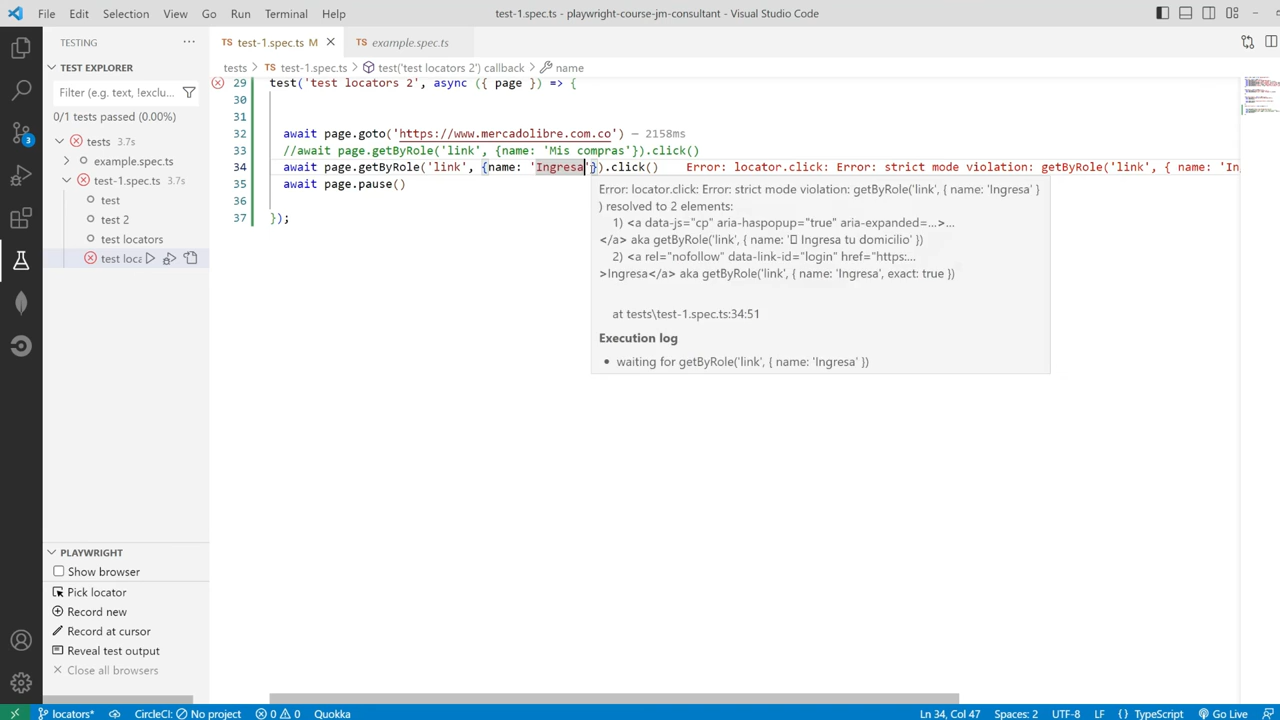 File Edit Selection View Go Run Terminal Help
test-1.spec.ts - playwright-course-jm-consultant - Visual Studio Code
TESTING ···
TS test-1.spec.ts M
TS example.spec.ts
TEST EXPLORER
tests > TS test-1.spec.ts > test('test locators 2') callback > name
Filter (e.g. text, !exclu...
0/1 tests passed (0.00%)
tests 3.7s
example.spec.ts
test-1.spec.ts 3.7s
test
test 2
test locators
test loca
3
29 test('test locators 2', async ({ page }) => {
30
31
32 await page.goto('https://www.mercadolibre.com.co') — 2158ms
33 //await page.getByRole('link', {name: 'Mis compras'}).click()
34 await page.getByRole('link', {name: 'Ingresa'}).click() Error: locator.click: Error: strict mode violation: getByRole('link', { name: 'In
35 await page.pause()
36
37 });
Error: locator.click: Error: strict mode violation: getByRole('link', { name: 'Ingresa' }
) resolved to 2 elements:
1) <a data-js="cp" aria-haspopup="true" aria-expanded=…>…
</a> aka getByRole('link', { name: ' Ingresa tu domicilio' })
2) <a rel="nofollow" data-link-id="login" href="https:…
>Ingresa</a> aka getByRole('link', { name: 'Ingresa', exact: true })
at tests\test-1.spec.ts:34:51
Execution log
• waiting for getByRole('link', { name: 'Ingresa' })
PLAYWRIGHT
Show browser
Pick locator
Record new
Record at cursor
Reveal test output
Close all browsers
locators* CircleCI: No project 0 0 Quokka
Ln 34, Col 47 Spaces: 2 UTF-8 LF { } TypeScript Go Live